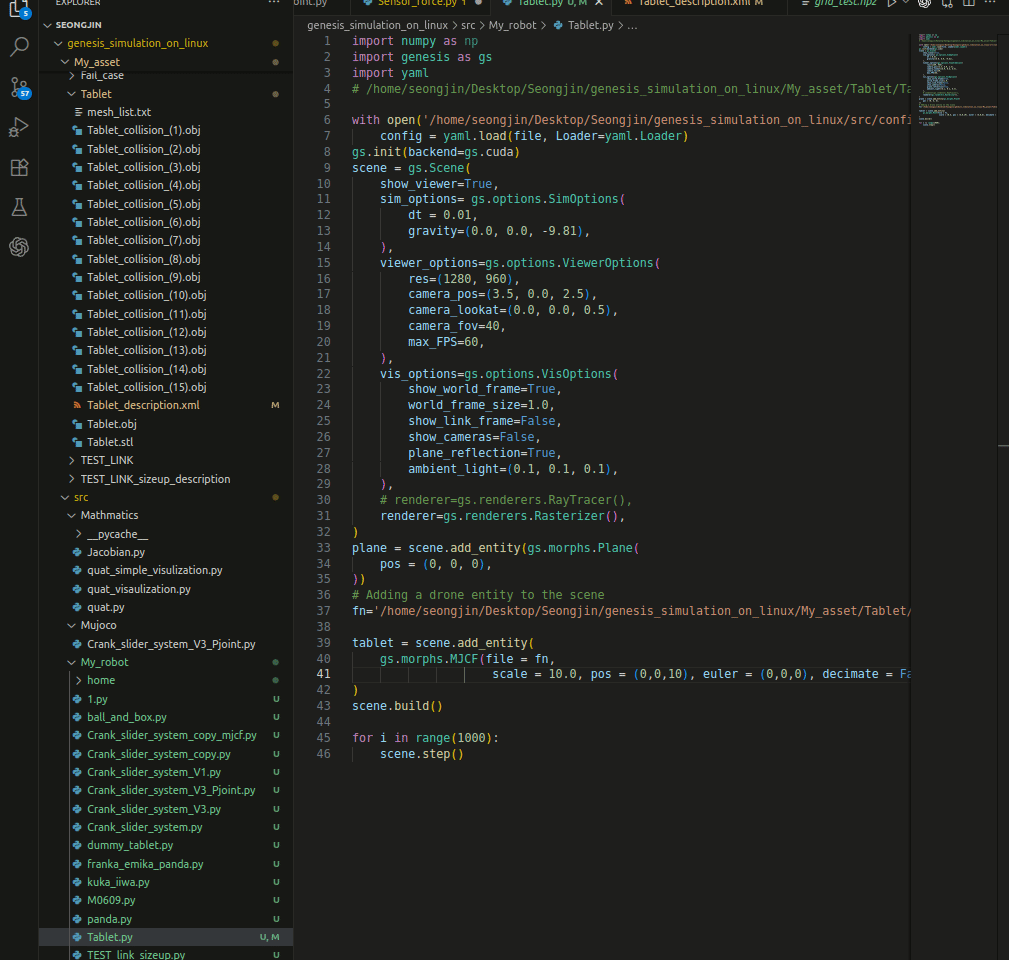 EXPLORER
5
SEONGJIN
genesis_simulation_on_linux
My_asset
Fail_case
Tablet
mesh_list.txt
Tablet_collision_(1).obj
Tablet_collision_(2).obj
Tablet_collision_(3).obj
Tablet_collision_(4).obj
Tablet_collision_(5).obj
Tablet_collision_(6).obj
Tablet_collision_(7).obj
Tablet_collision_(8).obj
Tablet_collision_(9).obj
Tablet_collision_(10).obj
Tablet_collision_(11).obj
Tablet_collision_(12).obj
Tablet_collision_(13).obj
Tablet_collision_(14).obj
Tablet_collision_(15).obj
Tablet_description.xml M
Tablet.obj
Tablet.stl
TEST_LINK
TEST_LINK_sizeup_description
src
Mathmatics
__pycache__
Jacobian.py
quat_simple_visulization.py
quat_visaulization.py
quat.py
Mujoco
Crank_slider_system_V3_Pjoint.py
My_robot
home
1.py U
ball_and_box.py U
Crank_slider_system_copy_mjcf.py U
Crank_slider_system_copy.py U
Crank_slider_system_V1.py U
Crank_slider_system_V3_Pjoint.py U
Crank_slider_system_V3.py U
Crank_slider_system.py U
dummy_tablet.py U
franka_emika_panda.py U
kuka_iiwa.py U
M0609.py U
panda.py U
Tablet.py U, M
TEST_link_sizeup.py U
57
oint.py
Sensor_force.py 1
Tablet.py U, M
Tablet_description.xml M
grid_test.npz
genesis_simulation_on_linux > src > My_robot > Tablet.py > ...
1 import numpy as np
2 import genesis as gs
3 import yaml
4 # /home/seongjin/Desktop/Seongjin/genesis_simulation_on_linux/My_asset/Tablet/Ta
5
6 with open('/home/seongjin/Desktop/Seongjin/genesis_simulation_on_linux/src/confi
7 config = yaml.load(file, Loader=yaml.Loader)
8 gs.init(backend=gs.cuda)
9 scene = gs.Scene(
10 show_viewer=True,
11 sim_options= gs.options.SimOptions(
12 dt = 0.01,
13 gravity=(0.0, 0.0, -9.81),
14 ),
15 viewer_options=gs.options.ViewerOptions(
16 res=(1280, 960),
17 camera_pos=(3.5, 0.0, 2.5),
18 camera_lookat=(0.0, 0.0, 0.5),
19 camera_fov=40,
20 max_FPS=60,
21 ),
22 vis_options=gs.options.VisOptions(
23 show_world_frame=True,
24 world_frame_size=1.0,
25 show_link_frame=False,
26 show_cameras=False,
27 plane_reflection=True,
28 ambient_light=(0.1, 0.1, 0.1),
29 ),
30 # renderer=gs.renderers.RayTracer(),
31 renderer=gs.renderers.Rasterizer(),
32 )
33 plane = scene.add_entity(gs.morphs.Plane(
34 pos = (0, 0, 0),
35 ))
36 # Adding a drone entity to the scene
37 fn='/home/seongjin/Desktop/Seongjin/genesis_simulation_on_linux/My_asset/Tablet/
38
39 tablet = scene.add_entity(
40 gs.morphs.MJCF(file = fn,
41 scale = 10.0, pos = (0,0,10), euler = (0,0,0), decimate = Fa
42 )
43 scene.build()
44
45 for i in range(1000):
46 scene.step()